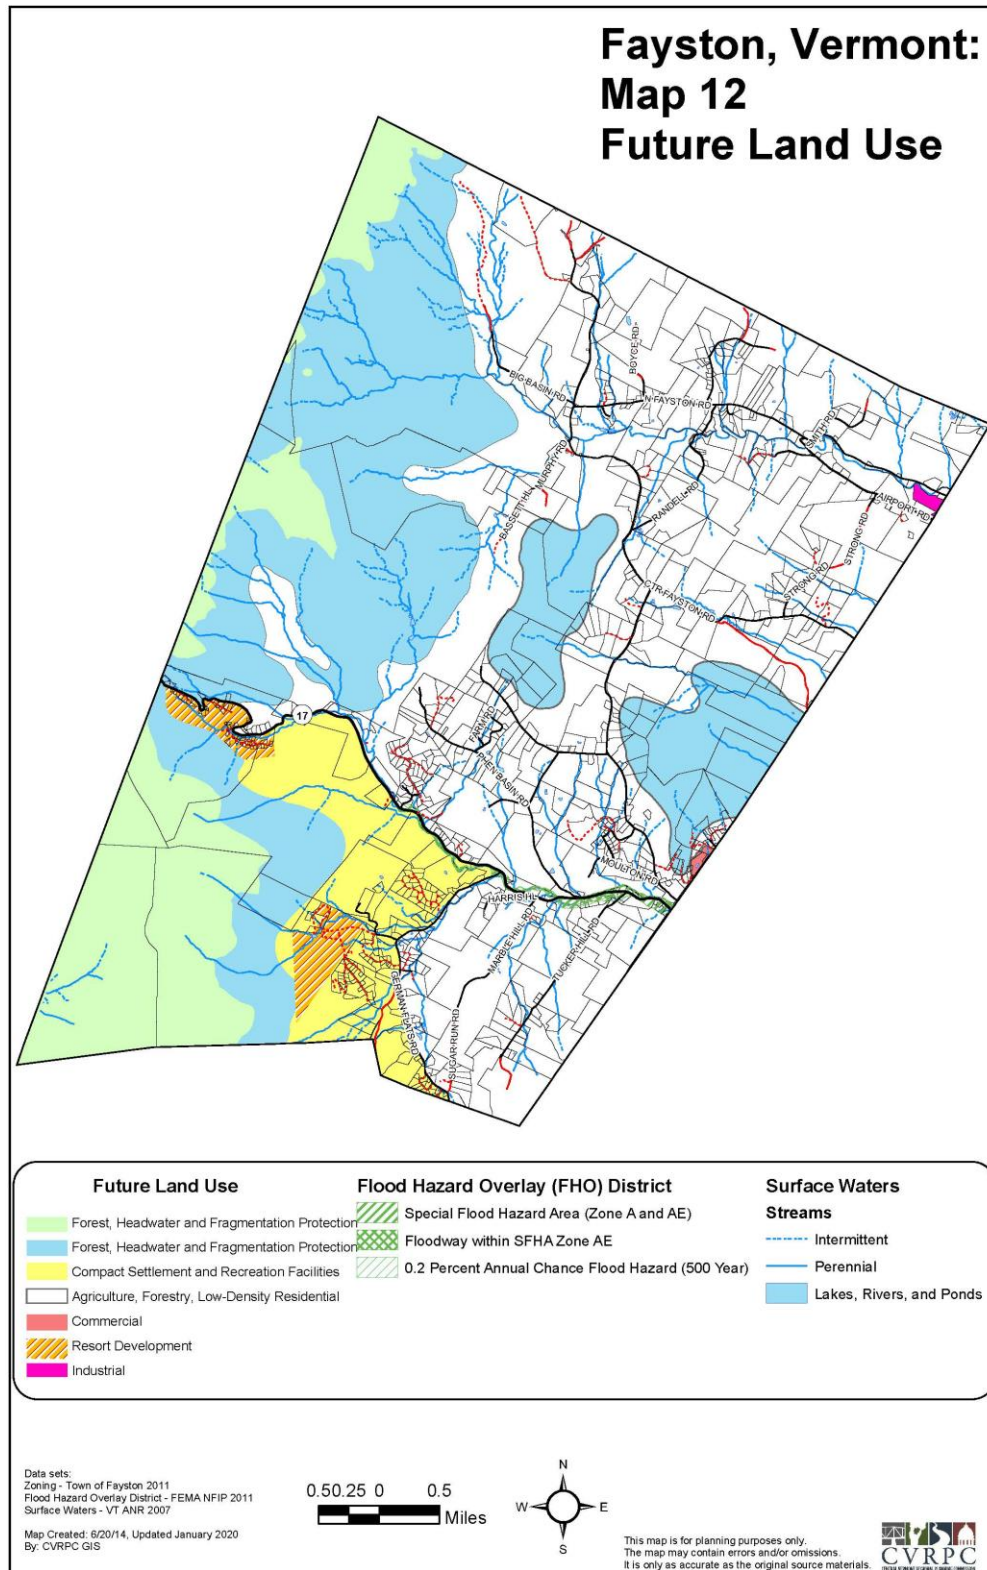 Fayston, Vermont:
Map 12
Future Land Use
BOYCE RD
BIG BASIN RD
N FAYSTON RD
SMITH RD
MURPHY RD
BASSETT HL
RANDELL RD
AIRPORT RD
STRONG RD
STRONG RD
CTR FAYSTON RD
17
FARM RD
PHEN BASIN RD
MOULTON RD
HARRIS HL
MARBLE HILL RD
TUCKER HILL RD
GERMAN FLATS RD
SUGAR RUN RD
Future Land Use
Forest, Headwater and Fragmentation Protection
Forest, Headwater and Fragmentation Protection
Compact Settlement and Recreation Facilities
Agriculture, Forestry, Low-Density Residential
Commercial
Resort Development
Industrial
Flood Hazard Overlay (FHO) District
Special Flood Hazard Area (Zone A and AE)
Floodway within SFHA Zone AE
0.2 Percent Annual Chance Flood Hazard (500 Year)
Surface Waters
Streams
Intermittent
Perennial
Lakes, Rivers, and Ponds
Data sets:
Zoning - Town of Fayston 2011
Flood Hazard Overlay District - FEMA NFIP 2011
Surface Waters - VT ANR 2007
Map Created: 6/20/14, Updated January 2020
By: CVRPC GIS
0.5 0.25 0 0.5
Miles
N
W E
S
This map is for planning purposes only.
The map may contain errors and/or omissions.
It is only as accurate as the original source materials.
CVRPC